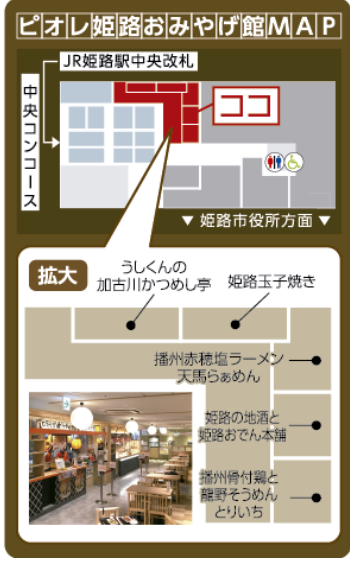 ピオレ姫路おみやげ館MAP
JR姫路駅中央改札
中央コンコース
ココ
▼ 姫路市役所方面 ▼
拡大
うしくんの
加古川かつめし亭
姫路玉子焼き
播州赤穂塩ラーメン
天馬らぁめん
姫路の地酒と
姫路おでん本舗
播州骨付鶏と
龍野そうめん
とりいち